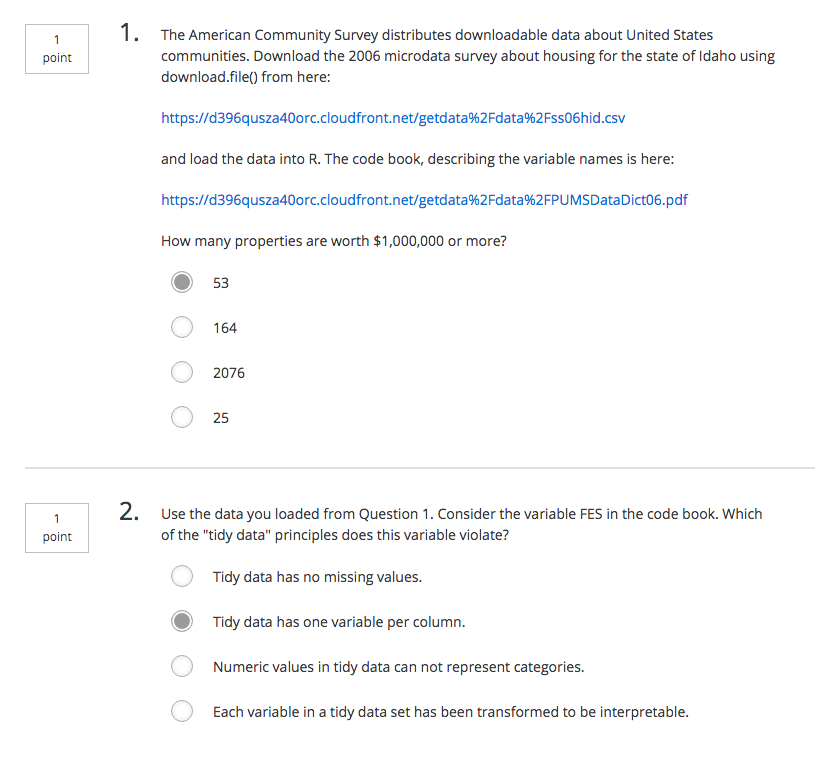 1
point
1.
The American Community Survey distributes downloadable data about United States
communities. Download the 2006 microdata survey about housing for the state of Idaho using
download.file() from here:
https://d396qusza40orc.cloudfront.net/getdata%2Fdata%2Fss06hid.csv
and load the data into R. The code book, describing the variable names is here:
https://d396qusza40orc.cloudfront.net/getdata%2Fdata%2FPUMSDataDict06.pdf
How many properties are worth $1,000,000 or more?
53
164
2076
25
1
point
2.
Use the data you loaded from Question 1. Consider the variable FES in the code book. Which
of the "tidy data" principles does this variable violate?
Tidy data has no missing values.
Tidy data has one variable per column.
Numeric values in tidy data can not represent categories.
Each variable in a tidy data set has been transformed to be interpretable.